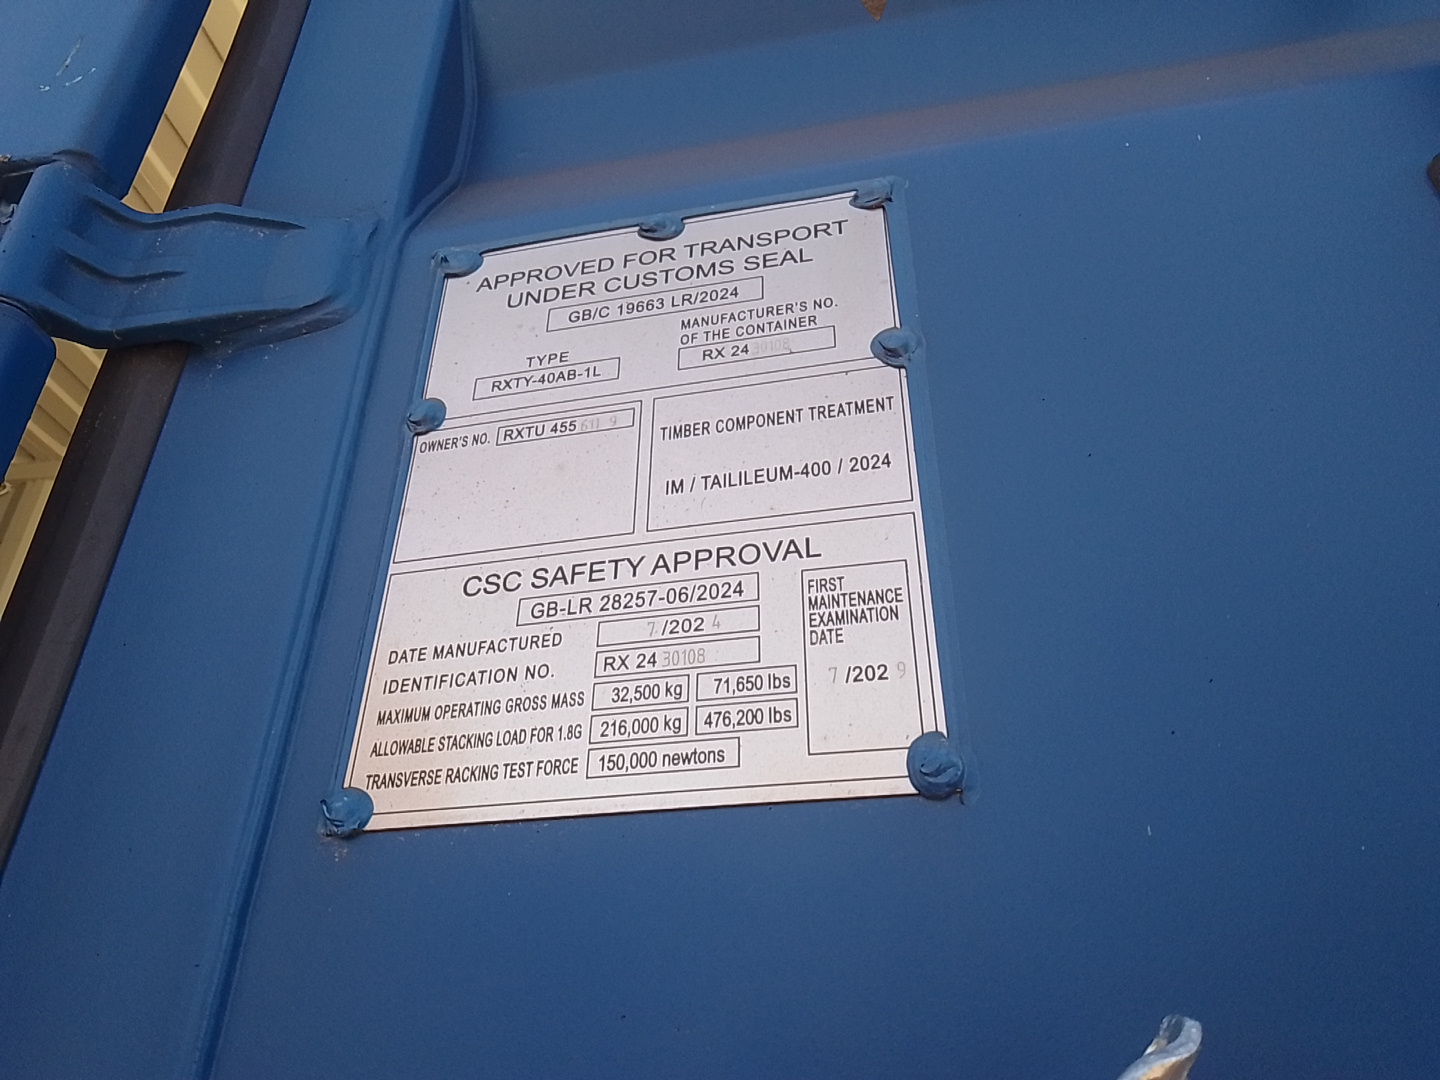 APPROVED FOR TRANSPORT
UNDER CUSTOMS SEAL
GB/C 19663 LR/2024
TYPE
RXTY-40AB-1L
MANUFACTURER'S NO.
OF THE CONTAINER
RX 24 30108
OWNER'S NO. RXTU 455
TIMBER COMPONENT TREATMENT
IM / TAILILEUM-400 / 2024
CSC SAFETY APPROVAL
GB-LR 28257-06/2024
DATE MANUFACTURED 7/2024
IDENTIFICATION NO. RX 24 30108
MAXIMUM OPERATING GROSS MASS 32,500 kg 71,650 lbs
ALLOWABLE STACKING LOAD FOR 1.8G 216,000 kg 476,200 lbs
TRANSVERSE RACKING TEST FORCE 150,000 newtons
FIRST
MAINTENANCE
EXAMINATION
DATE
7 /202 9